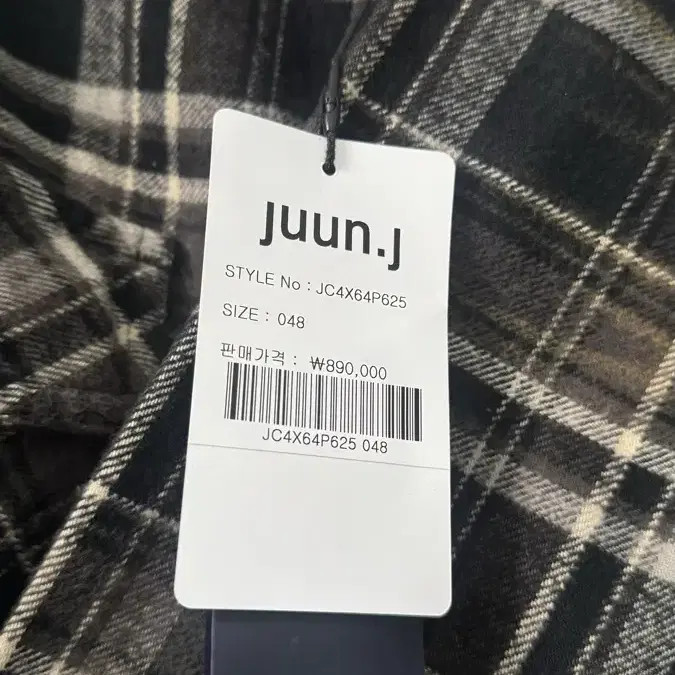 juun.j
STYLE No : JC4X64P625
SIZE : 048
판매가격 : ₩890,000
JC4X64P625 048